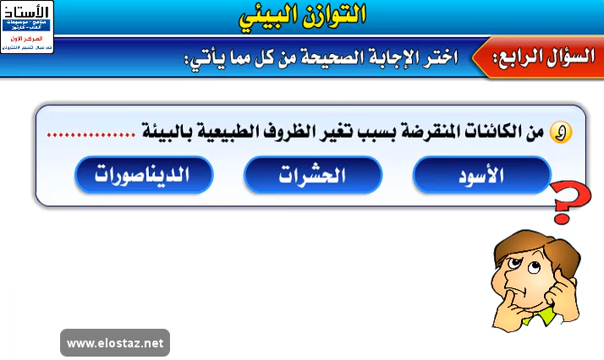 الأستاذ
التوازن البيئي
السؤال الرابع:
اختر الإجابة الصحيحة من كل مما يأتي:
و من الكائنات المنقرضة بسبب تغير الظروف الطبيعية بالبيئة ...............
الأسود
الحشرات
الديناصورات
?
www.elostaz.net